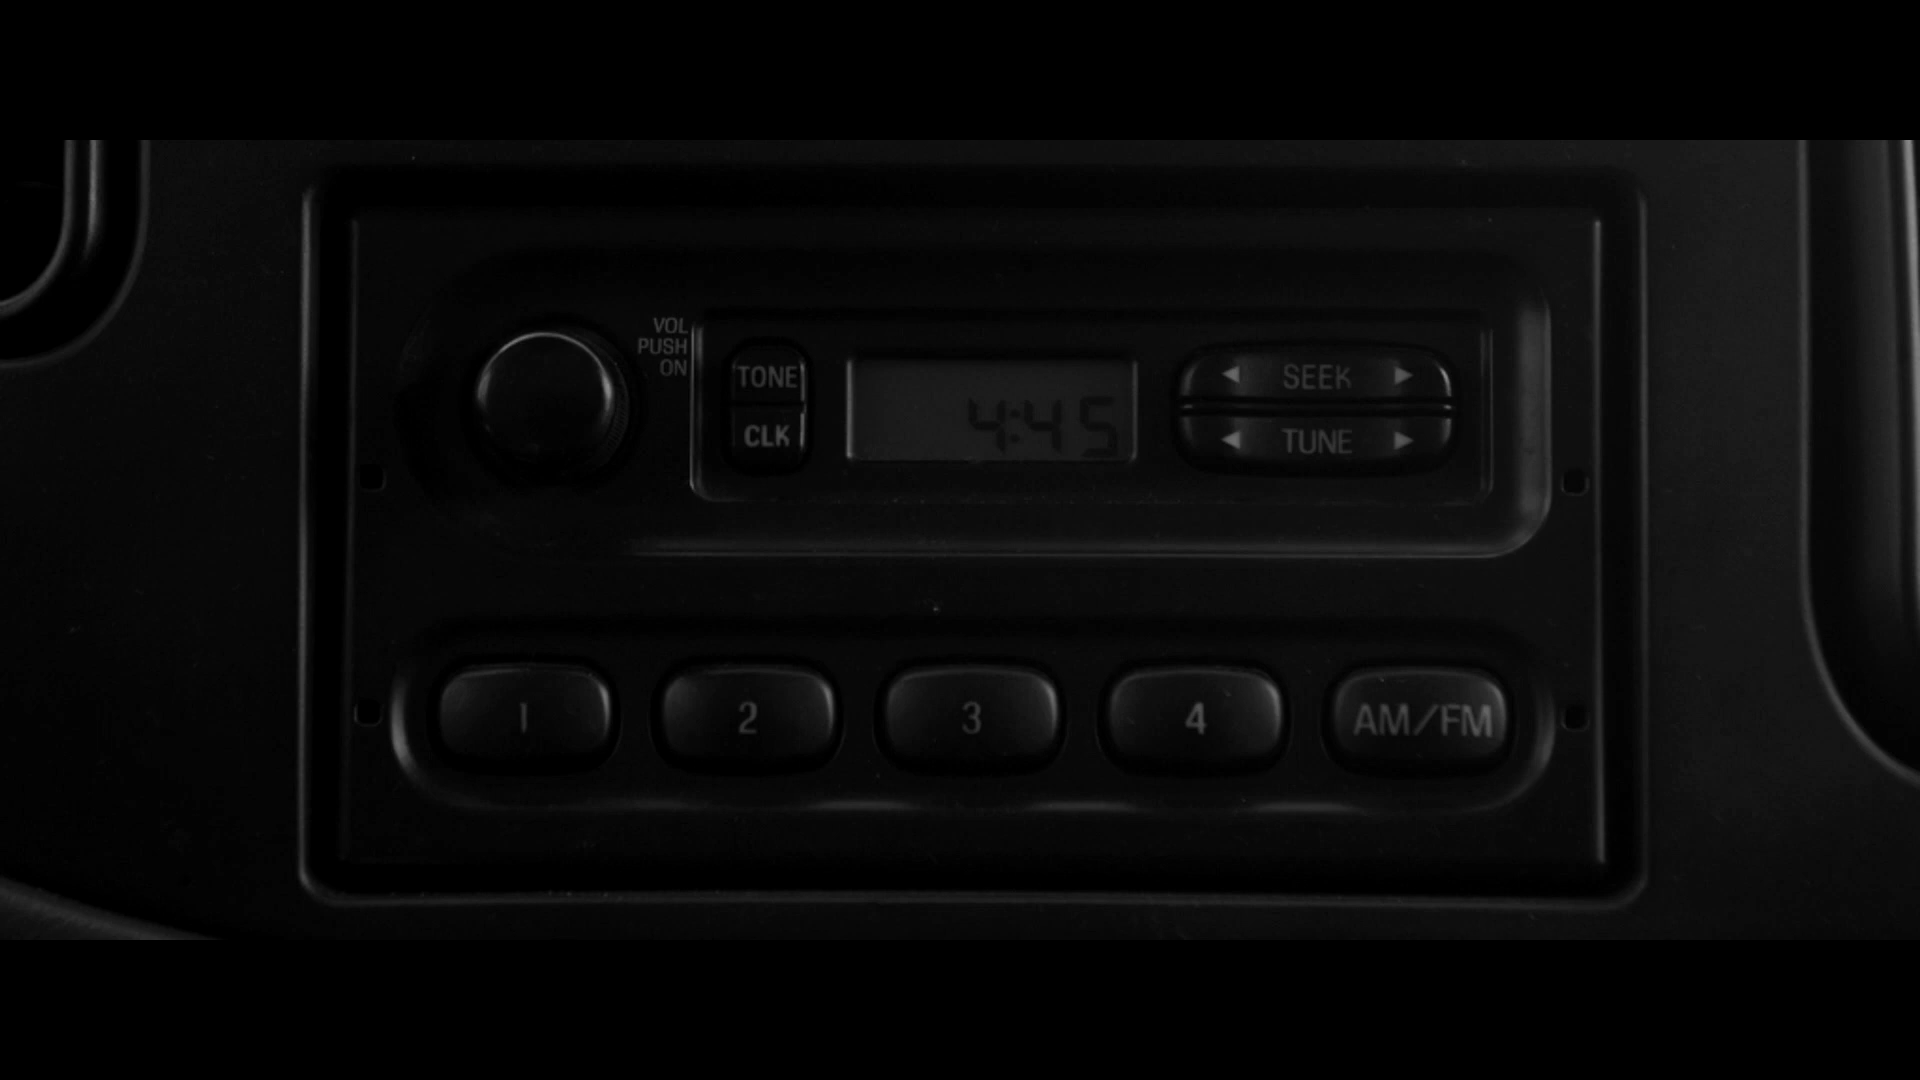 VOL
PUSH
ON
TONE
CLK
4:45
◀ SEEK ▶
◀ TUNE ▶
1 2 3 4 AM/FM